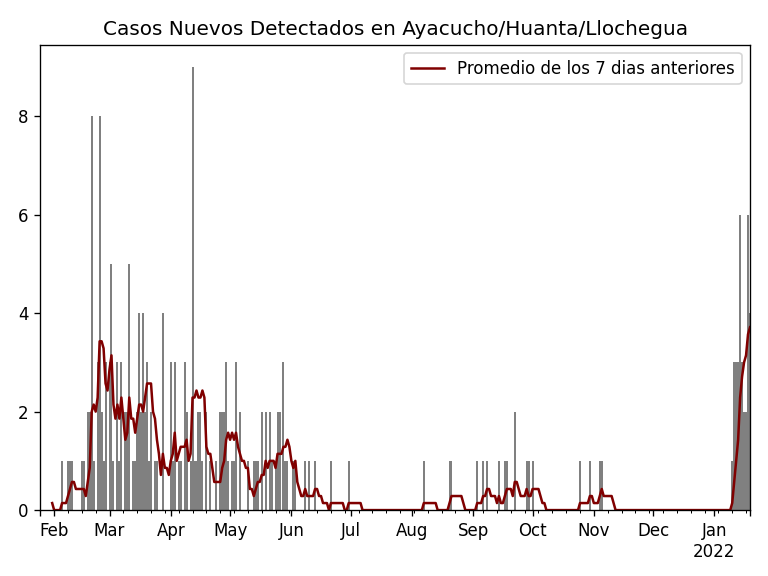 Casos Nuevos Detectados en Ayacucho/Huanta/Llochegua
Promedio de los 7 dias anteriores
8
6
4
2
0
Feb Mar Apr May Jun Jul Aug Sep Oct Nov Dec Jan
2022